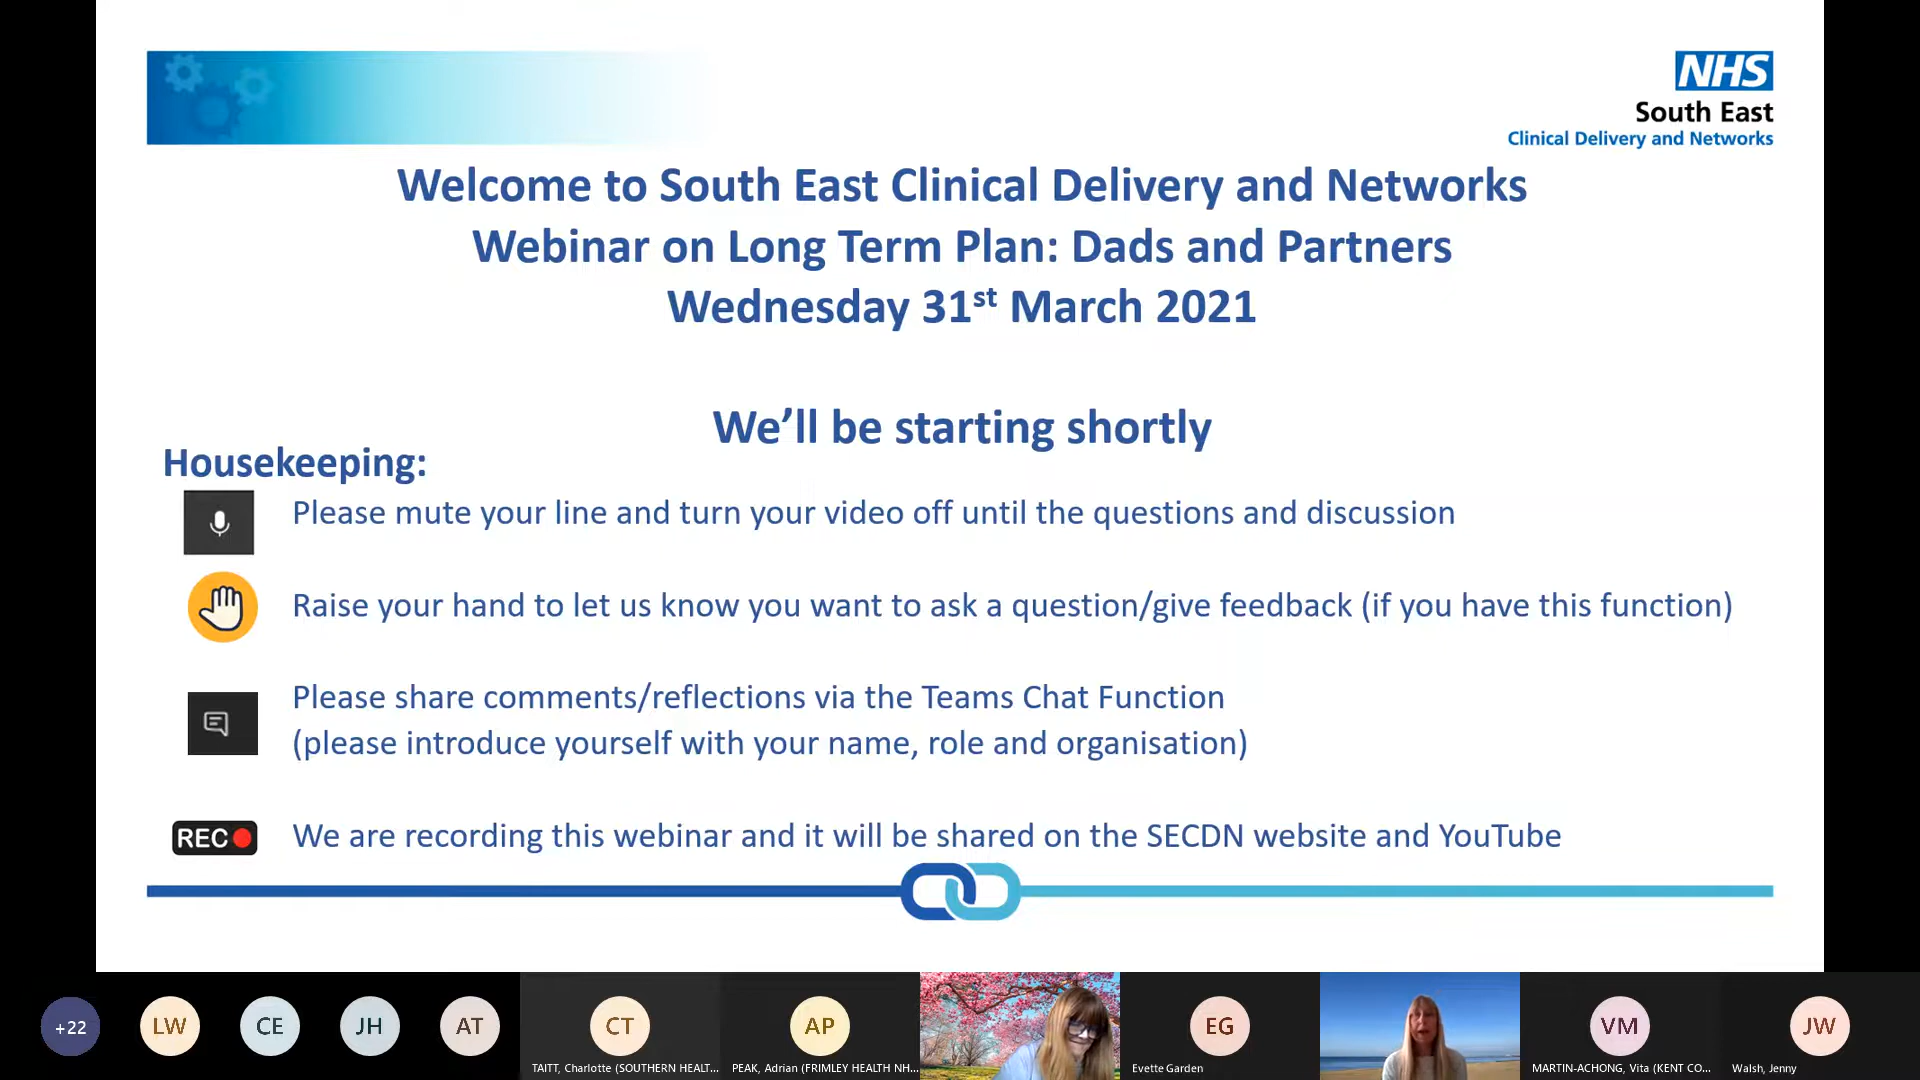 NHS
South East
Clinical Delivery and Networks
Welcome to South East Clinical Delivery and Networks
Webinar on Long Term Plan: Dads and Partners
Wednesday 31st March 2021
We’ll be starting shortly
Housekeeping:
Please mute your line and turn your video off until the questions and discussion
Raise your hand to let us know you want to ask a question/give feedback (if you have this function)
Please share comments/reflections via the Teams Chat Function
(please introduce yourself with your name, role and organisation)
REC
We are recording this webinar and it will be shared on the SECDN website and YouTube
+22
LW
CE
JH
AT
CT
AP
EG
VM
JW
TAITT, Charlotte (SOUTHERN HEALT...
PEAK, Adrian (FRIMLEY HEALTH NH...
Evette Garden
MARTIN-ACHONG, Vita (KENT CO...
Walsh, Jenny